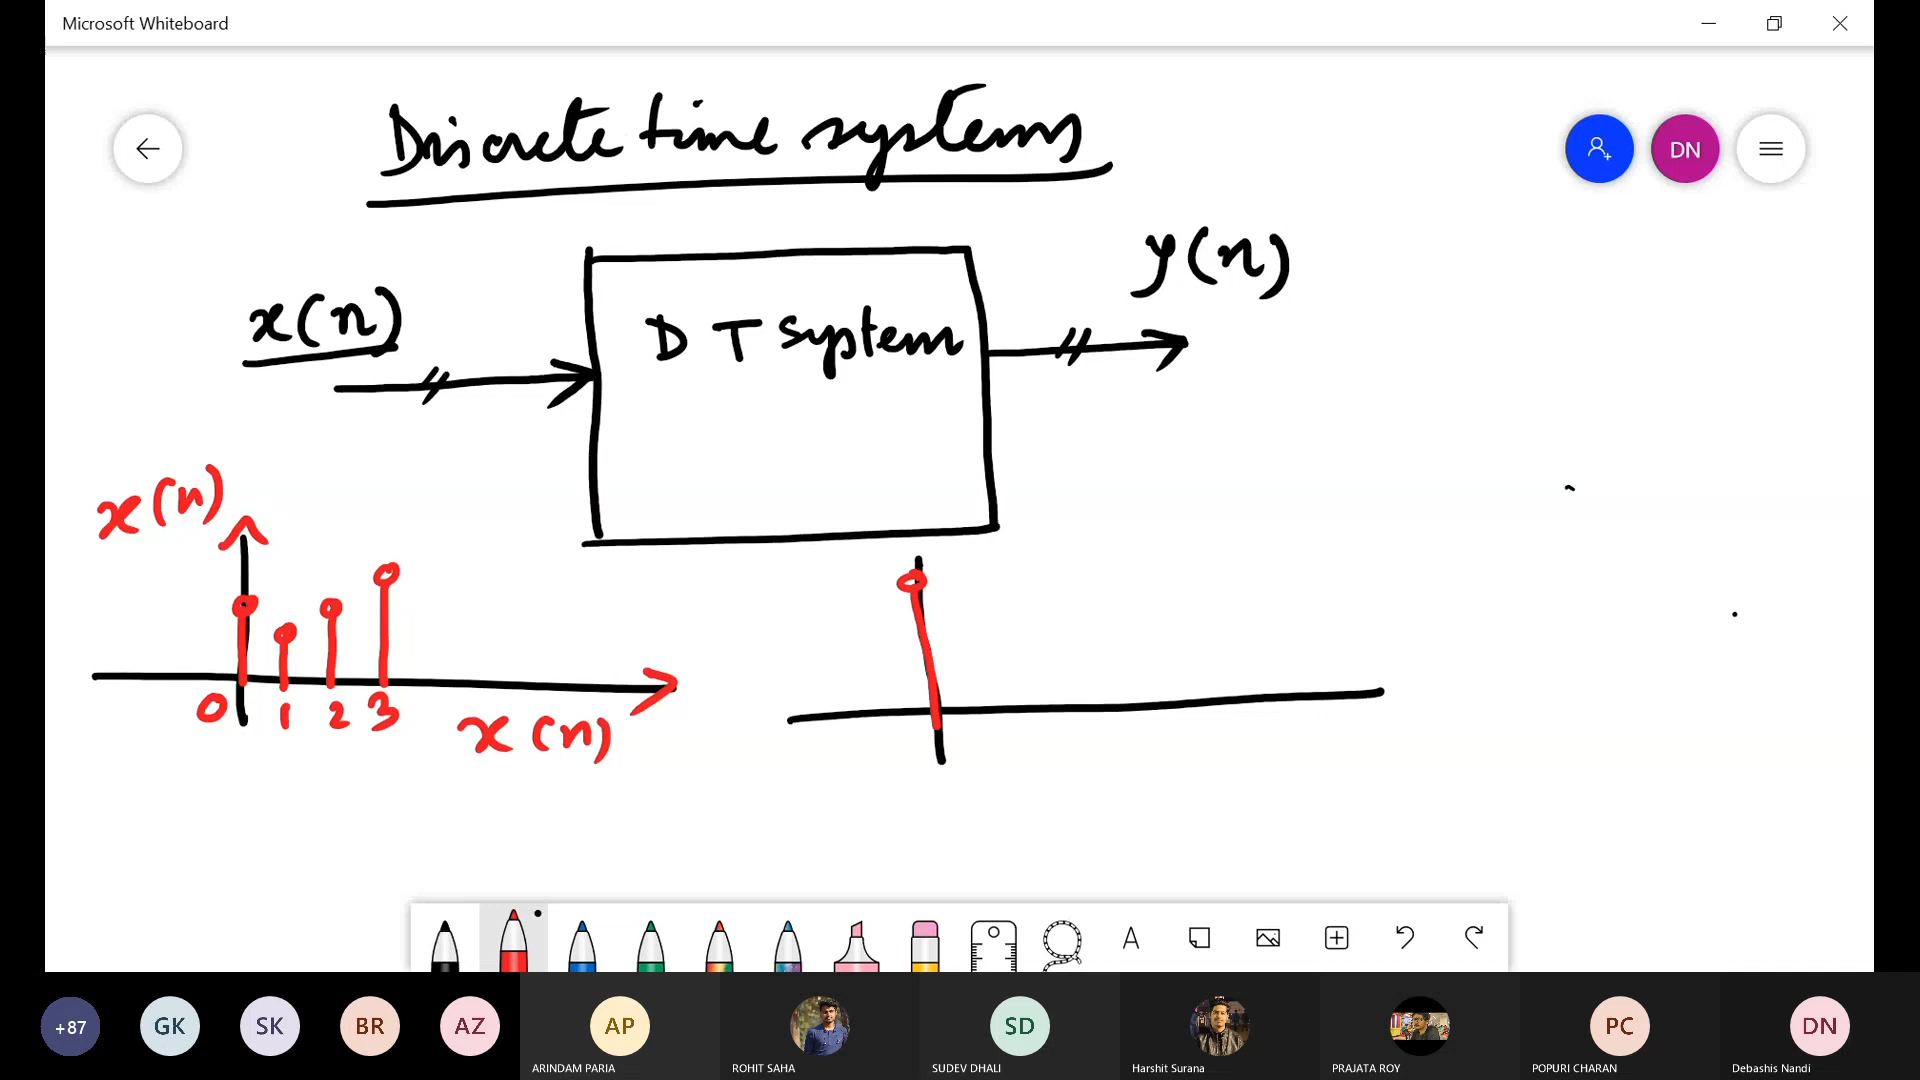 Microsoft Whiteboard
Discrete time systems
DN
y(n)
x(n)
D T System
x(n)
0 1 2 3
x(n)
A
+87 GK SK BR AZ AP SD PC DN
ARINDAM PARIA ROHIT SAHA SUDEV DHALI Harshit Surana PRAJATA ROY POPURI CHARAN Debashis Nandi